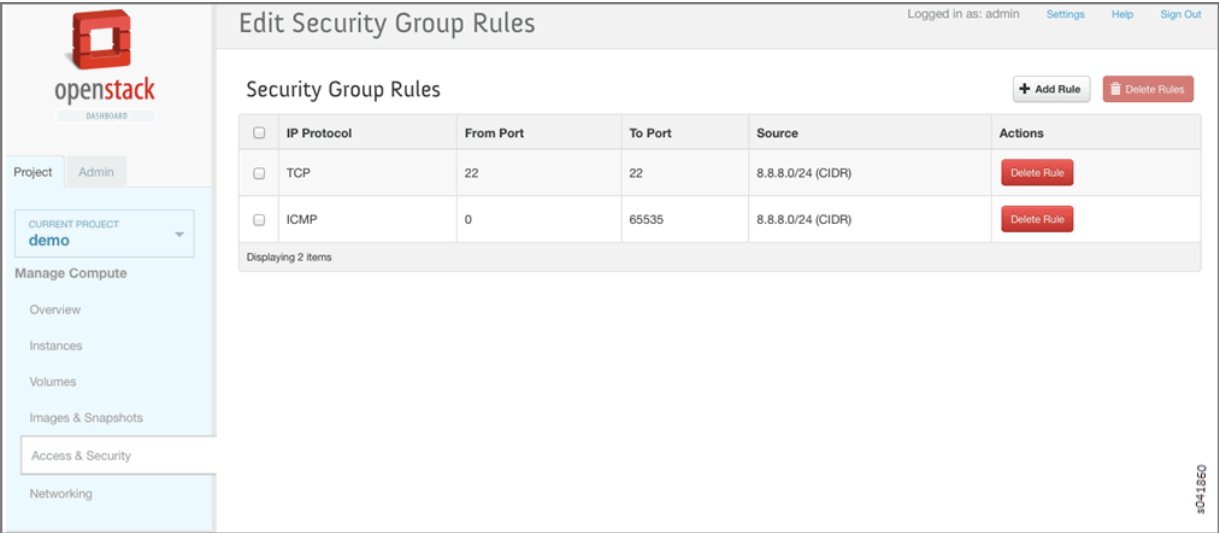 Edit Security Group Rules
Logged in as: admin Settings Help Sign Out
openstack
DASHBOARD
Project Admin
CURRENT PROJECT
demo
Manage Compute
Overview
Instances
Volumes
Images & Snapshots
Access & Security
Networking
Security Group Rules
+ Add Rule Delete Rules
IP Protocol From Port To Port Source Actions
TCP 22 22 8.8.8.0/24 (CIDR) Delete Rule
ICMP 0 65535 8.8.8.0/24 (CIDR) Delete Rule
Displaying 2 items
s041860